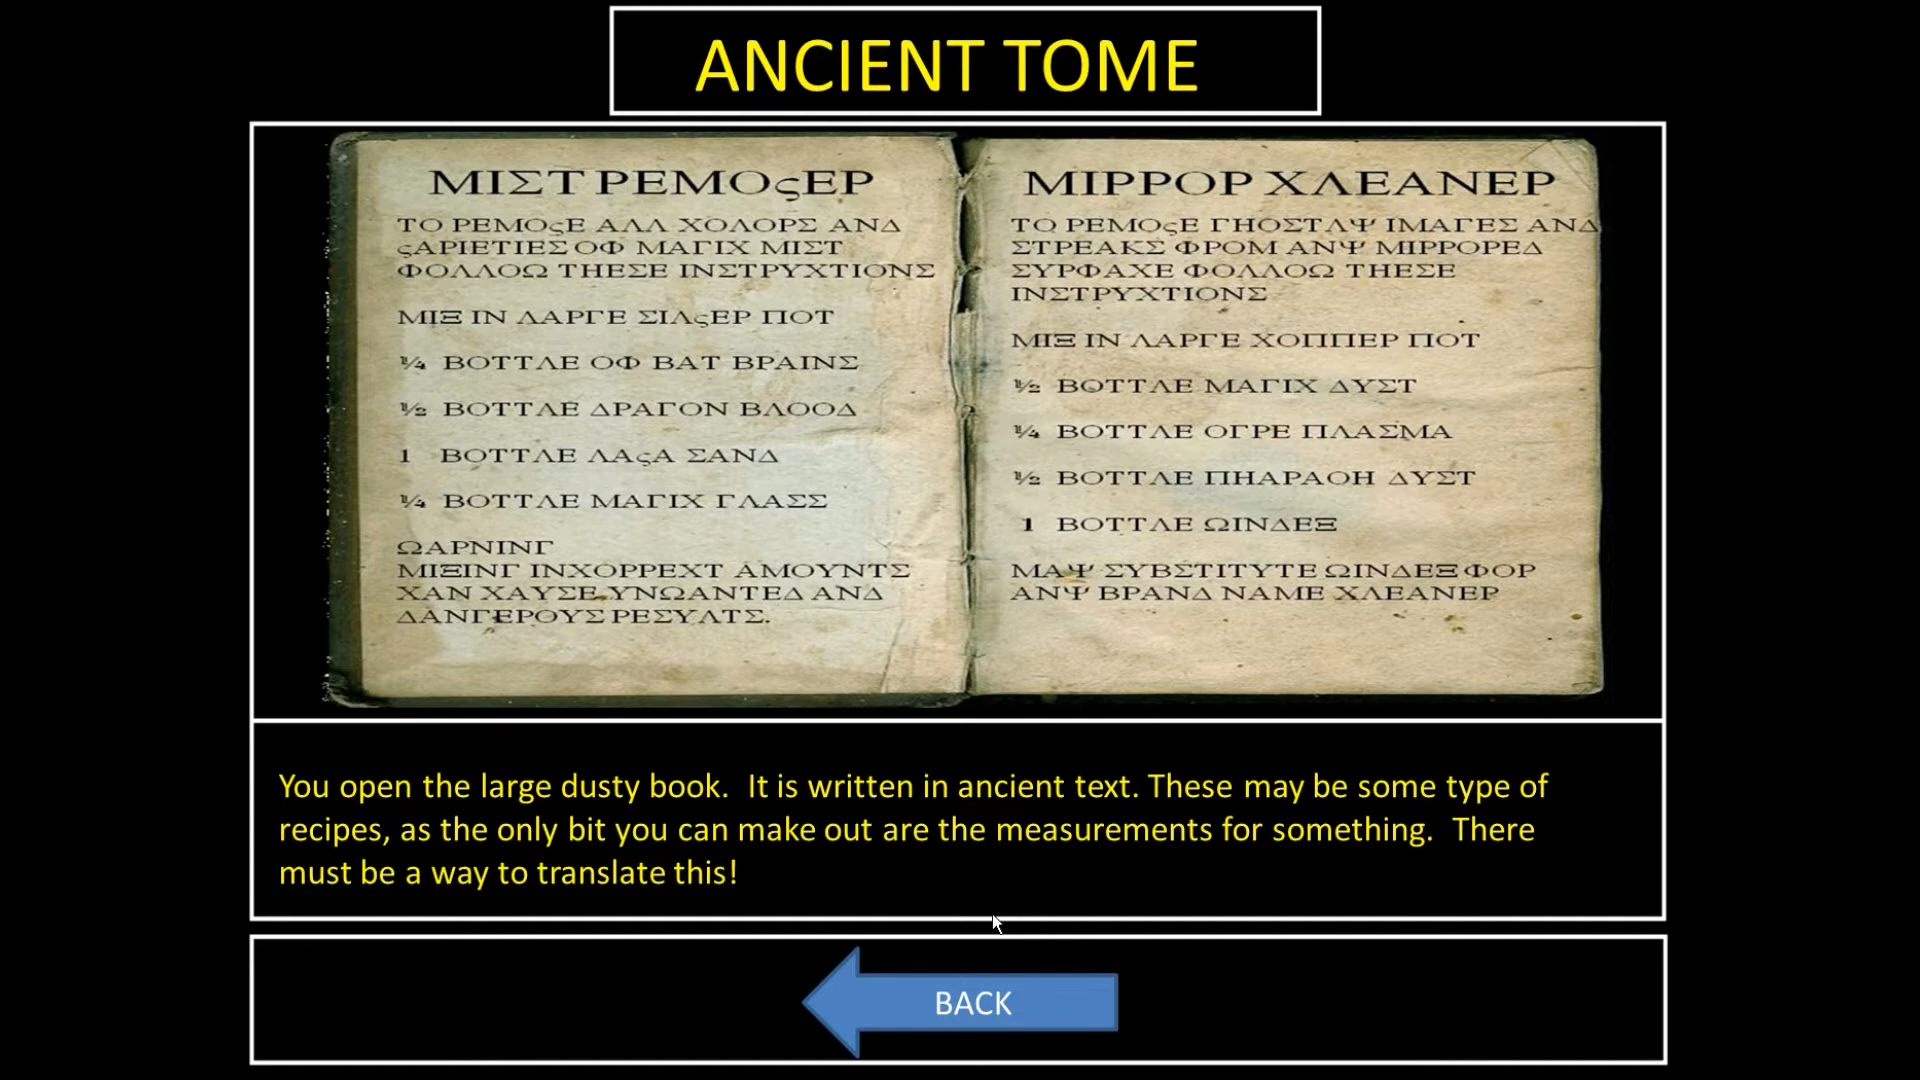 ANCIENT TOME
ΜΙΣΤ ΡΕΜΟςΕΡ
ΤΟ ΡΕΜΟςΕ ΑΛΛ ΧΟΛΟΡΣ ΑΝΔ
ςΑΡΙΕΤΙΕΣ ΟΦ ΜΑΓΙΧ ΜΙΣΤ
ΦΟΛΛΟΩ ΤΗΕΣΕ ΙΝΣΤΡΥΧΤΙΟΝΣ
ΜΙΞ ΙΝ ΛΑΡΓΕ ΣΙΛςΕΡ ΠΟΤ
¼ ΒΟΤΤΛΕ ΟΦ ΒΑΤ ΒΡΑΙΝΣ
½ ΒΟΤΤΛΕ ΔΡΑΓΟΝ ΒΛΟΟΔ
1 ΒΟΤΤΛΕ ΛΑςΑ ΣΑΝΔ
¼ ΒΟΤΤΛΕ ΜΑΓΙΧ ΓΛΑΣΣ
ΩΑΡΝΙΝΓ
ΜΙΞΙΝΓ ΙΝΧΟΡΡΕΧΤ ΑΜΟΥΝΤΣ
ΧΑΝ ΧΑΥΣΕ ΥΝΩΑΝΤΕΔ ΑΝΔ
ΔΑΝΓΕΡΟΥΣ ΡΕΣΥΛΤΣ.
ΜΙΡΡΟΡ ΧΛΕΑΝΕΡ
ΤΟ ΡΕΜΟςΕ ΓΗΟΣΤΛΨ ΙΜΑΓΕΣ ΑΝΔ
ΣΤΡΕΑΚΣ ΦΡΟΜ ΑΝΨ ΜΙΡΡΟΡΕΔ
ΣΥΡΦΑΧΕ ΦΟΛΛΟΩ ΤΗΕΣΕ
ΙΝΣΤΡΥΧΤΙΟΝΣ
ΜΙΞ ΙΝ ΛΑΡΓΕ ΧΟΠΠΕΡ ΠΟΤ
½ ΒΟΤΤΛΕ ΜΑΓΙΧ ΔΥΣΤ
¼ ΒΟΤΤΛΕ ΟΓΡΕ ΠΛΑΣΜΑ
½ ΒΟΤΤΛΕ ΠΗΑΡΑΟΗ ΔΥΣΤ
1 ΒΟΤΤΛΕ ΩΙΝΔΕΞ
ΜΑΨ ΣΥΒΣΤΙΤΥΤΕ ΩΙΝΔΕΞ ΦΟΡ
ΑΝΨ ΒΡΑΝΔ ΝΑΜΕ ΧΛΕΑΝΕΡ
You open the large dusty book. It is written in ancient text. These may be some type of
recipes, as the only bit you can make out are the measurements for something. There
must be a way to translate this!
BACK